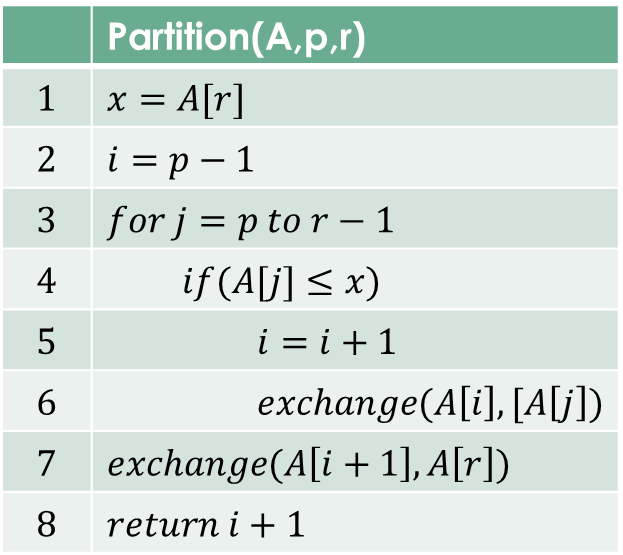 Partition(A,p,r)
1 x = A[r]
2 i = p − 1
3 for j = p to r − 1
4 if(A[j] ≤ x)
5 i = i + 1
6 exchange(A[i], [A[j])
7 exchange(A[i + 1], A[r])
8 return i + 1